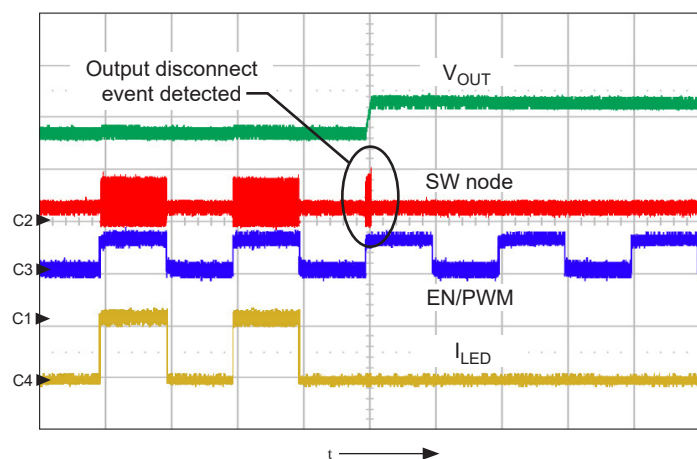 Output disconnect
event detected
VOUT
SW node
C2
C3
EN/PWM
C1
ILED
C4
t